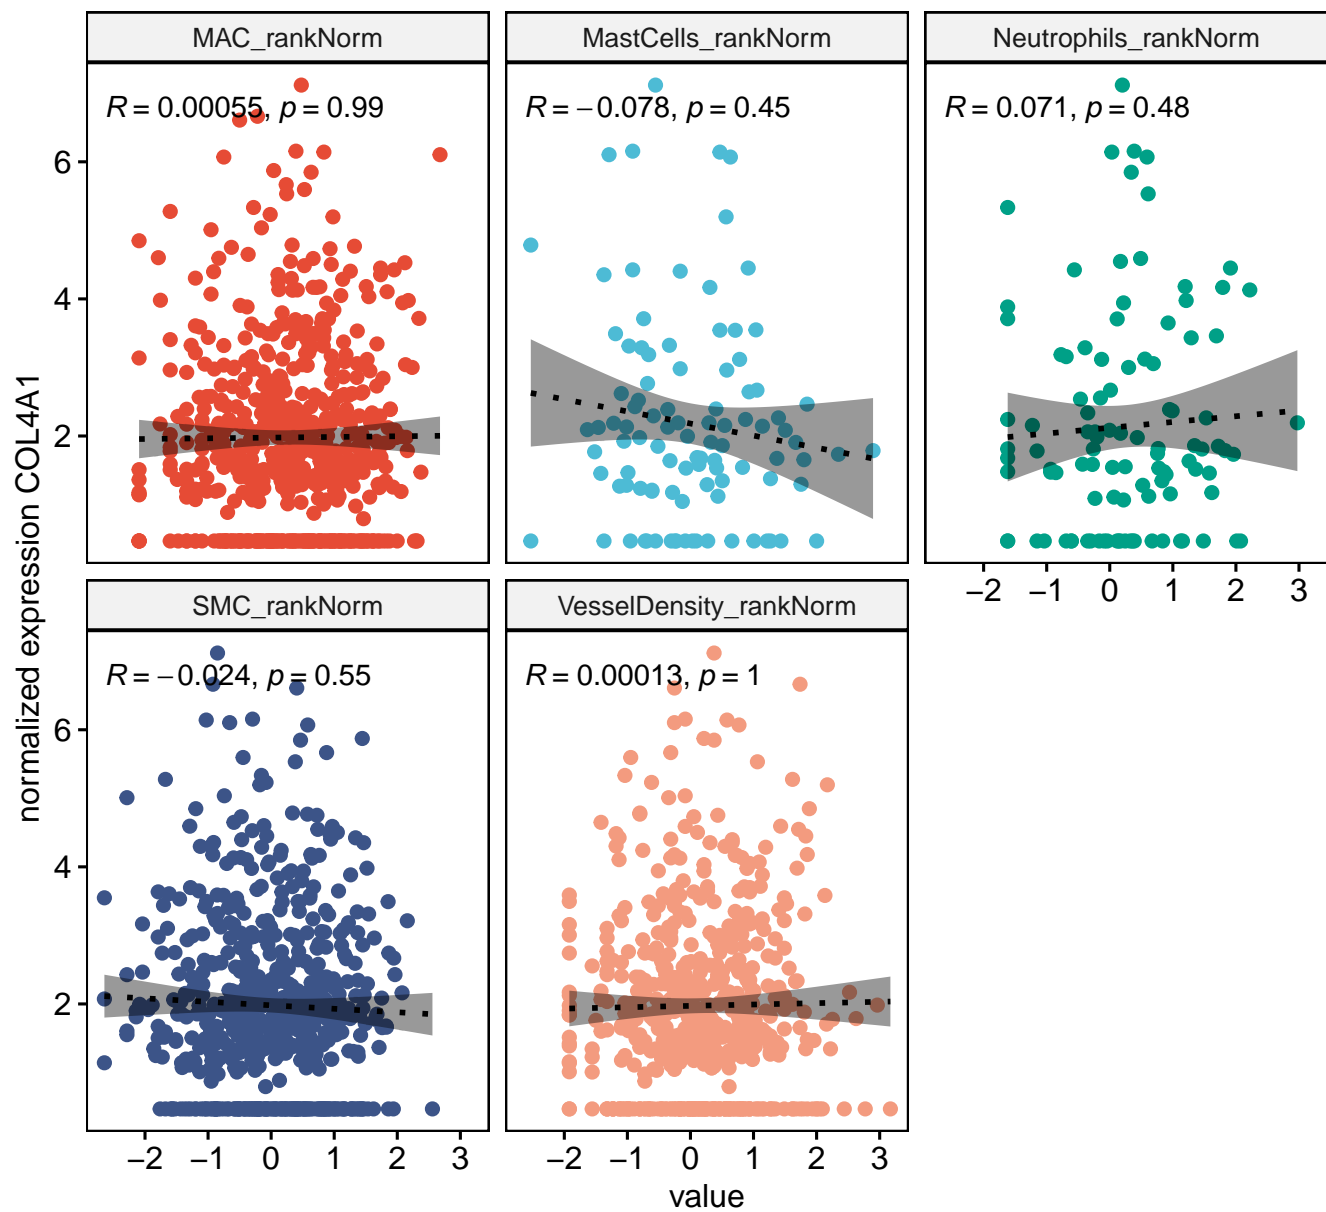 MAC_rankNorm
MastCells_rankNorm
Neutrophils_rankNorm
R = 0.00055, p = 0.99
R = −0.078, p = 0.45
R = 0.071, p = 0.48
6
4
2
−2 −1 0 1 2 3
normalized expression COL4A1
SMC_rankNorm
VesselDensity_rankNorm
R = −0.024, p = 0.55
R = 0.00013, p = 1
6
4
2
−2 −1 0 1 2 3
−2 −1 0 1 2 3
value